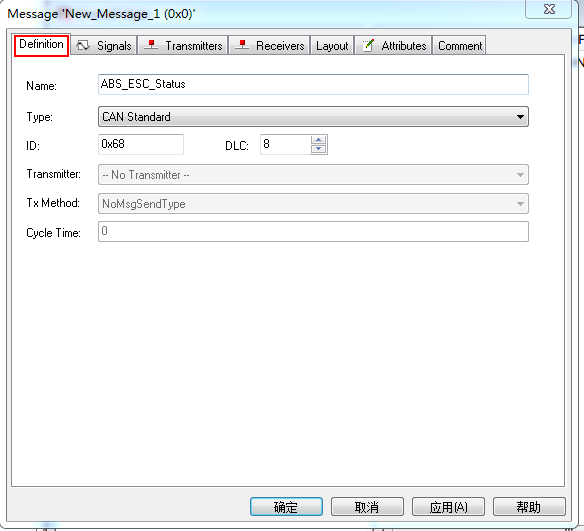 Message 'New_Message_1 (0x0)'
Definition Signals Transmitters Receivers Layout Attributes Comment
Name: ABS_ESC_Status
Type: CAN Standard
ID: 0x68 DLC: 8
Transmitter: -- No Transmitter --
Tx Method: NoMsgSendType
Cycle Time: 0
确定 取消 应用(A) 帮助